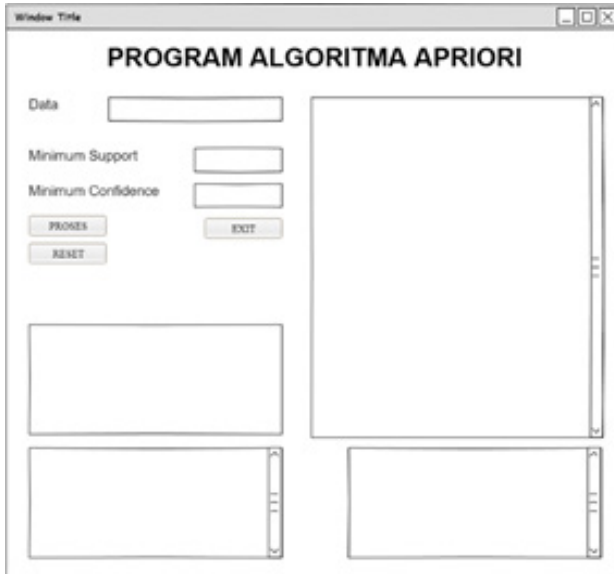 Window Title
PROGRAM ALGORITMA APRIORI
Data
Minimum Support
Minimum Confidence
PROSES
EXIT
RESET